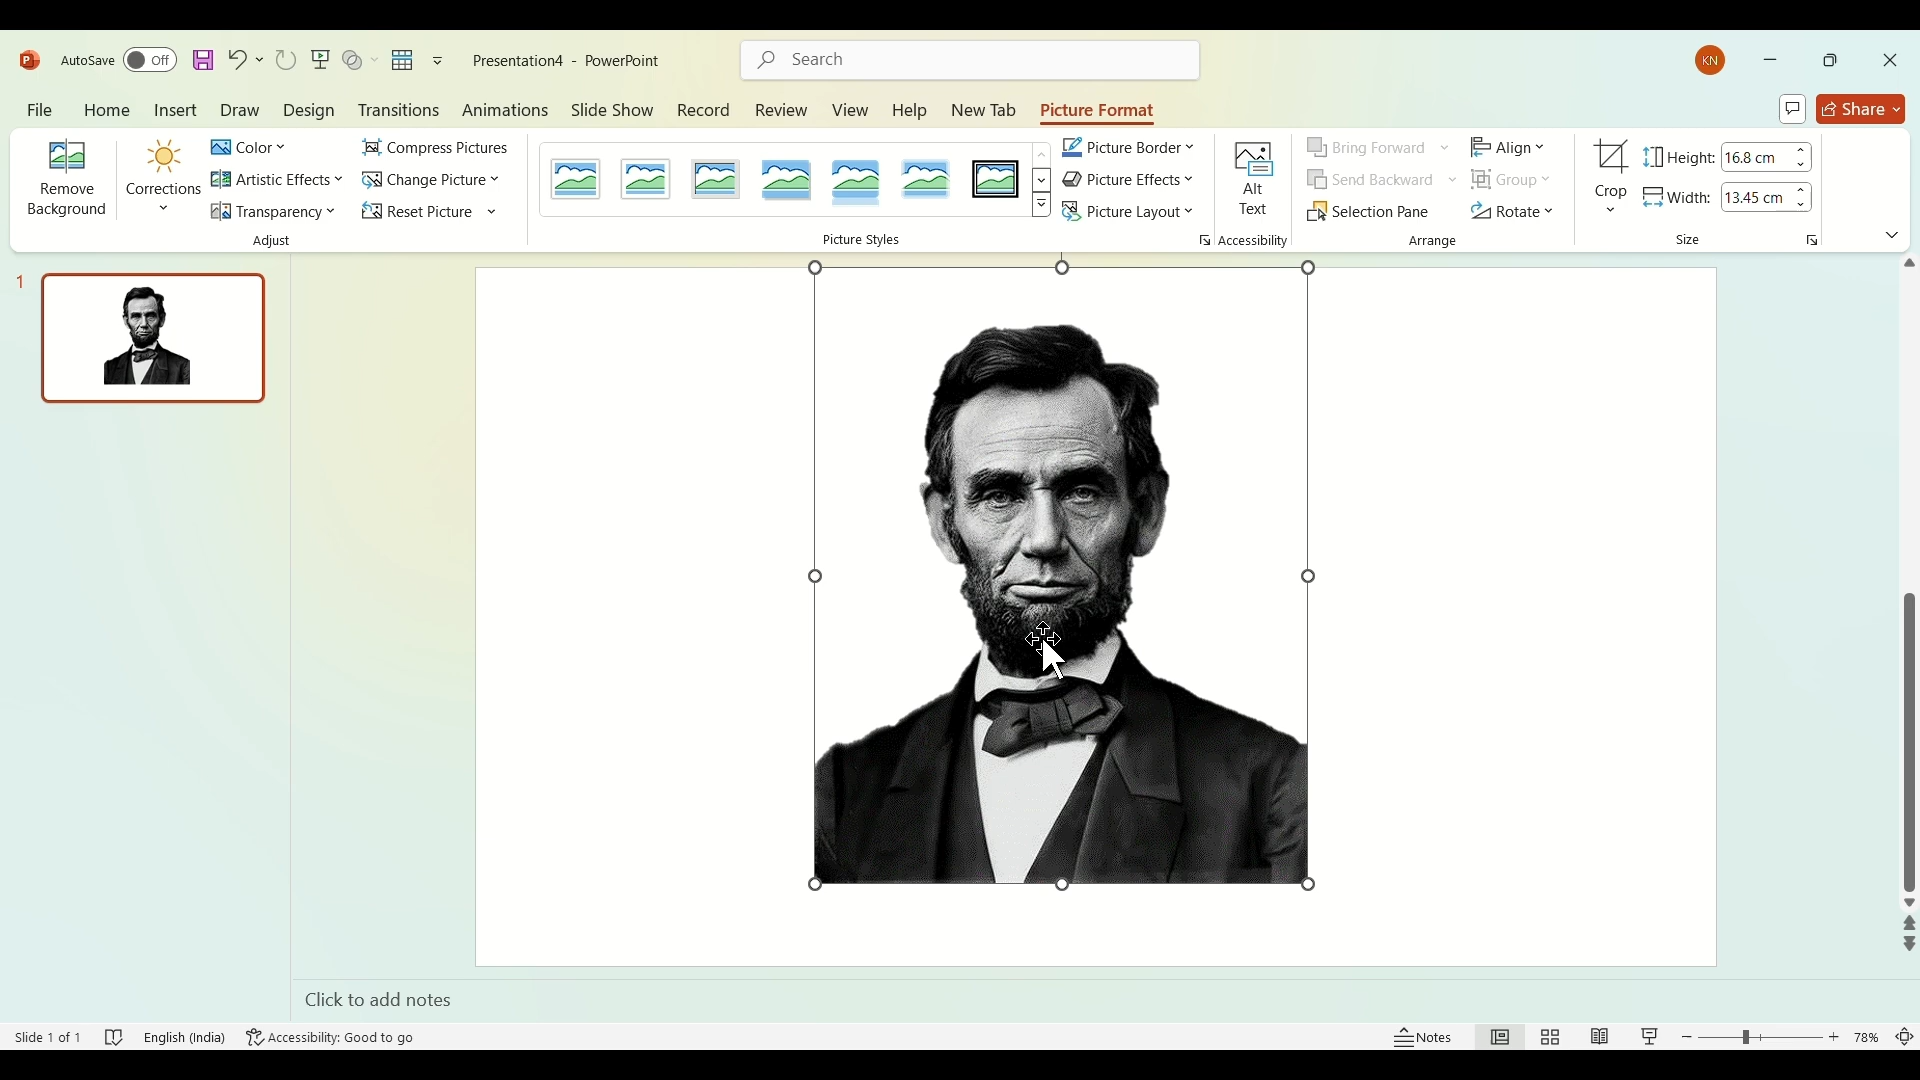 AutoSave Off Presentation4 - PowerPoint Search KN
File Home Insert Draw Design Transitions Animations Slide Show Record Review View Help New Tab Picture Format Share
Remove Background
Corrections
Color
Artistic Effects
Transparency
Compress Pictures
Change Picture
Reset Picture
Adjust
Picture Styles
Picture Border
Picture Effects
Picture Layout
Alt Text
Accessibility
Bring Forward
Send Backward
Selection Pane
Align
Group
Rotate
Arrange
Crop
Height: 16.8 cm
Width: 13.45 cm
Size
1
Click to add notes
Slide 1 of 1 English (India) Accessibility: Good to go Notes 78%